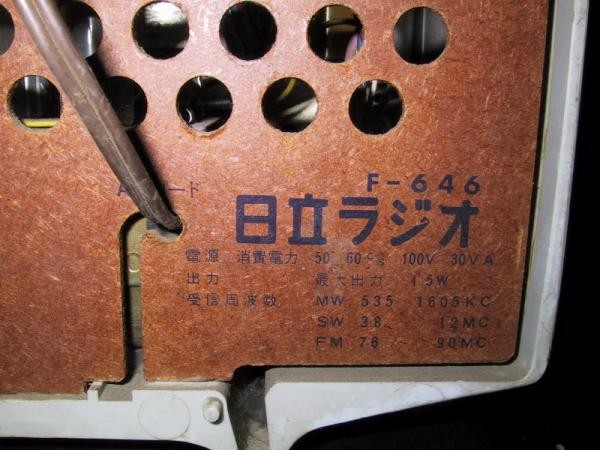 F-646
A コード
日立ラジオ
電源 消費電力 50 60c/s 100V 30VA
出力 最大出力 1.5W
受信周波数 MW 535 1605KC
SW 3.8 12MC
FM 76 90MC